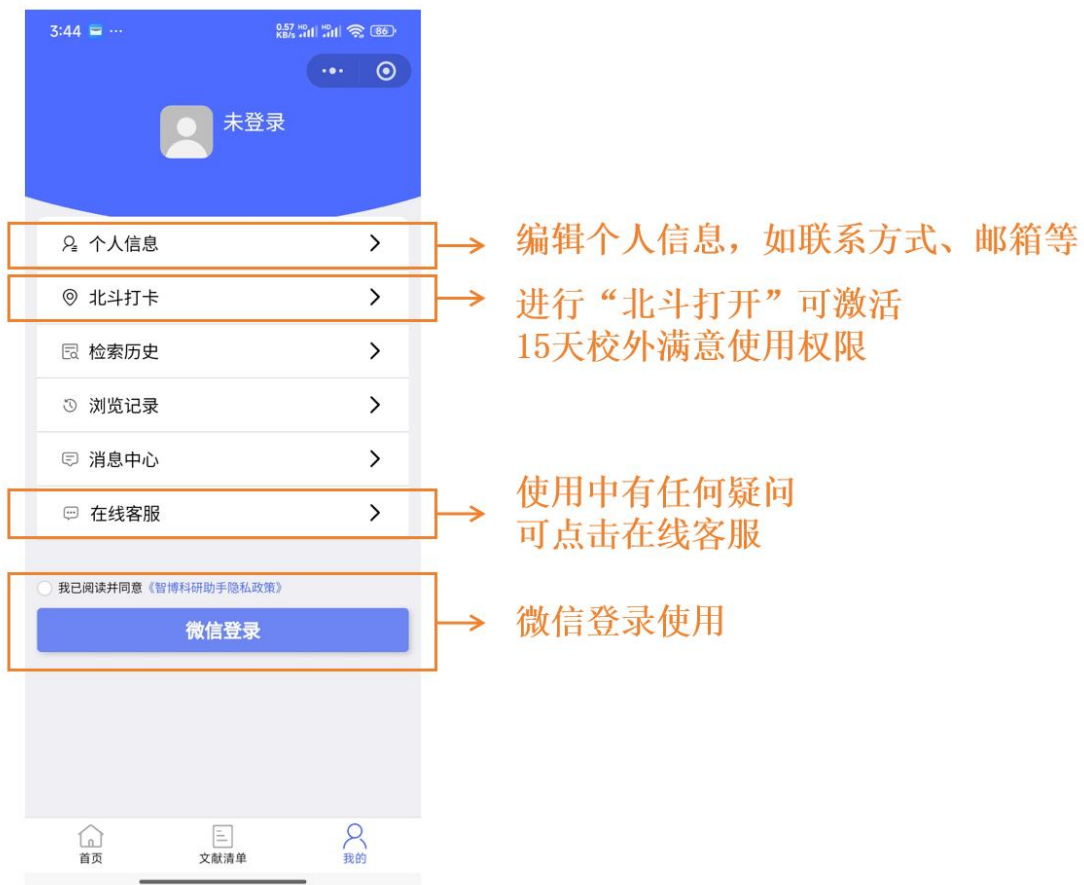 3:44 ···
0.57 KB/s HD HD 86
未登录
个人信息
编辑个人信息，如联系方式、邮箱等
北斗打卡
进行“北斗打开”可激活
15天校外满意使用权限
检索历史
浏览记录
消息中心
在线客服
使用中有任何疑问
可点击在线客服
我已阅读并同意《智博科研助手隐私政策》
微信登录
微信登录使用
首页
文献清单
我的